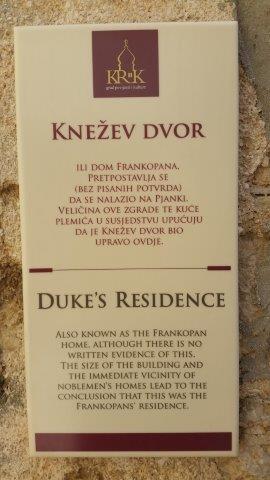 KRK
grad povijesti i kulture
KNEŽEV DVOR
ILI DOM FRANKOPANA,
PRETPOSTAVLJA SE
(BEZ PISANIH POTVRDA)
DA SE NALAZIO NA PJANKI.
VELIČINA OVE ZGRADE TE KUĆE
PLEMIĆA U SUSJEDSTVU UPUĆUJU
DA JE KNEŽEV DVOR BIO
UPRAVO OVDJE.
DUKE'S RESIDENCE
ALSO KNOWN AS THE FRANKOPAN
HOME, ALTHOUGH THERE IS NO
WRITTEN EVIDENCE OF THIS.
THE SIZE OF THE BUILDING AND
THE IMMEDIATE VICINITY OF
NOBLEMEN'S HOMES LEAD TO THE
CONCLUSION THAT THIS WAS THE
FRANKOPANS' RESIDENCE.